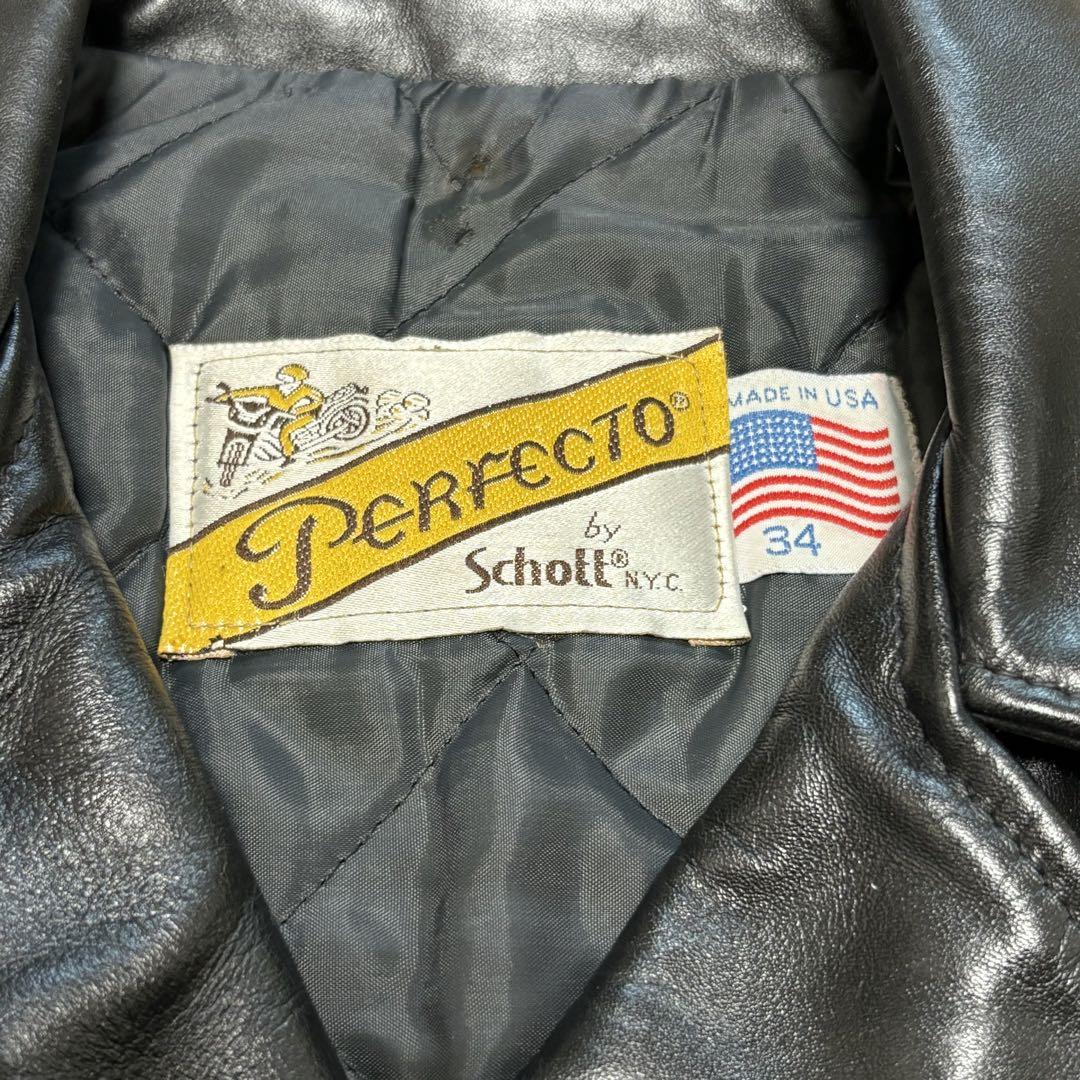 PERFECTO®
by
Schott® N.Y.C.
MADE IN USA
34